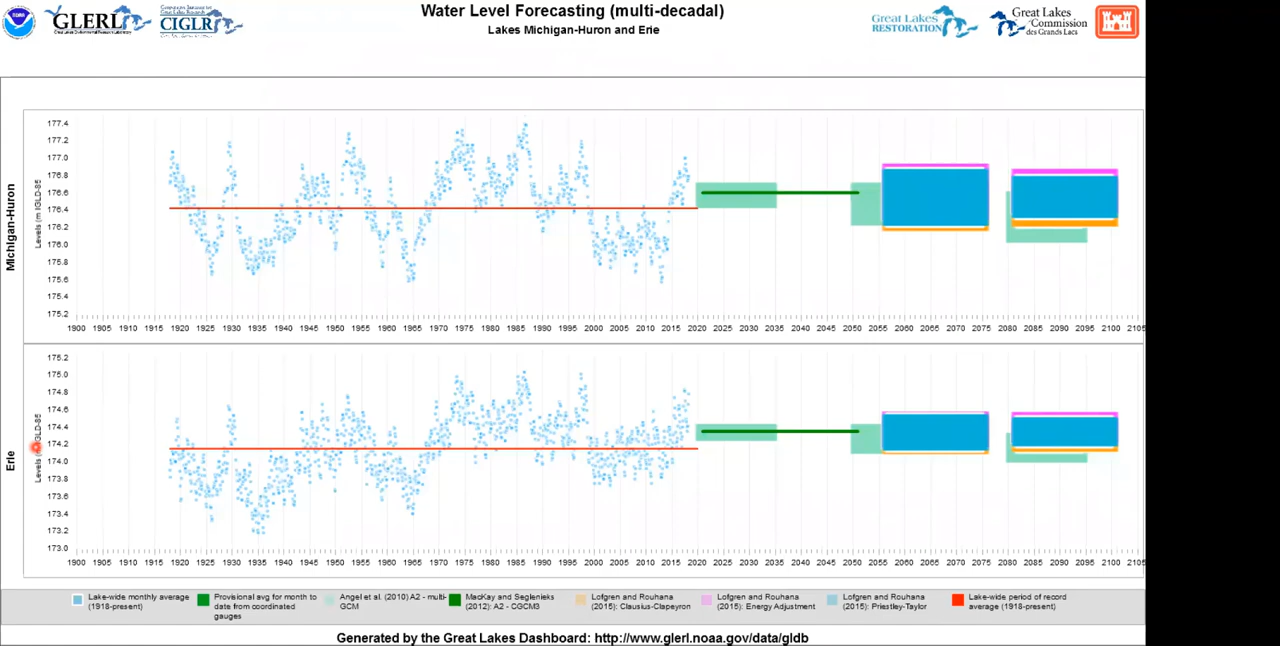 NOAA
GLERL
Great Lakes Environmental Research Laboratory
CIGLR
Water Level Forecasting (multi-decadal)
Lakes Michigan-Huron and Erie
Great Lakes
RESTORATION
Great Lakes
Commission
des Grands Lacs
Michigan-Huron
Levels (m IGLD-85
177.4
177.2
177.0
176.8
176.6
176.4
176.2
176.0
175.8
175.6
175.4
175.2
1900 1905 1910 1915 1920 1925 1930 1935 1940 1945 1950 1955 1960 1965 1970 1975 1980 1985 1990 1995 2000 2005 2010 2015 2020 2025 2030 2035 2040 2045 2050 2055 2060 2065 2070 2075 2080 2085 2090 2095 2100 2105
Erie
Levels (m IGLD-85
175.2
175.0
174.8
174.6
174.4
174.2
174.0
173.8
173.6
173.4
173.2
173.0
1900 1905 1910 1915 1920 1925 1930 1935 1940 1945 1950 1955 1960 1965 1970 1975 1980 1985 1990 1995 2000 2005 2010 2015 2020 2025 2030 2035 2040 2045 2050 2055 2060 2065 2070 2075 2080 2085 2090 2095 2100 2105
Lake-wide monthly average
(1918-present)
Provisional avg for month to
date from coordinated
gauges
Angel et al. (2010) A2 - multi-
GCM
MacKay and Seglenieks
(2012): A2 - CGCM3
Lofgren and Rouhana
(2015): Clausius-Clapeyron
Lofgren and Rouhana
(2015): Energy Adjustment
Lofgren and Rouhana
(2015): Priestley-Taylor
Lake-wide period of record
average (1918-present)
Generated by the Great Lakes Dashboard: http://www.glerl.noaa.gov/data/gldb